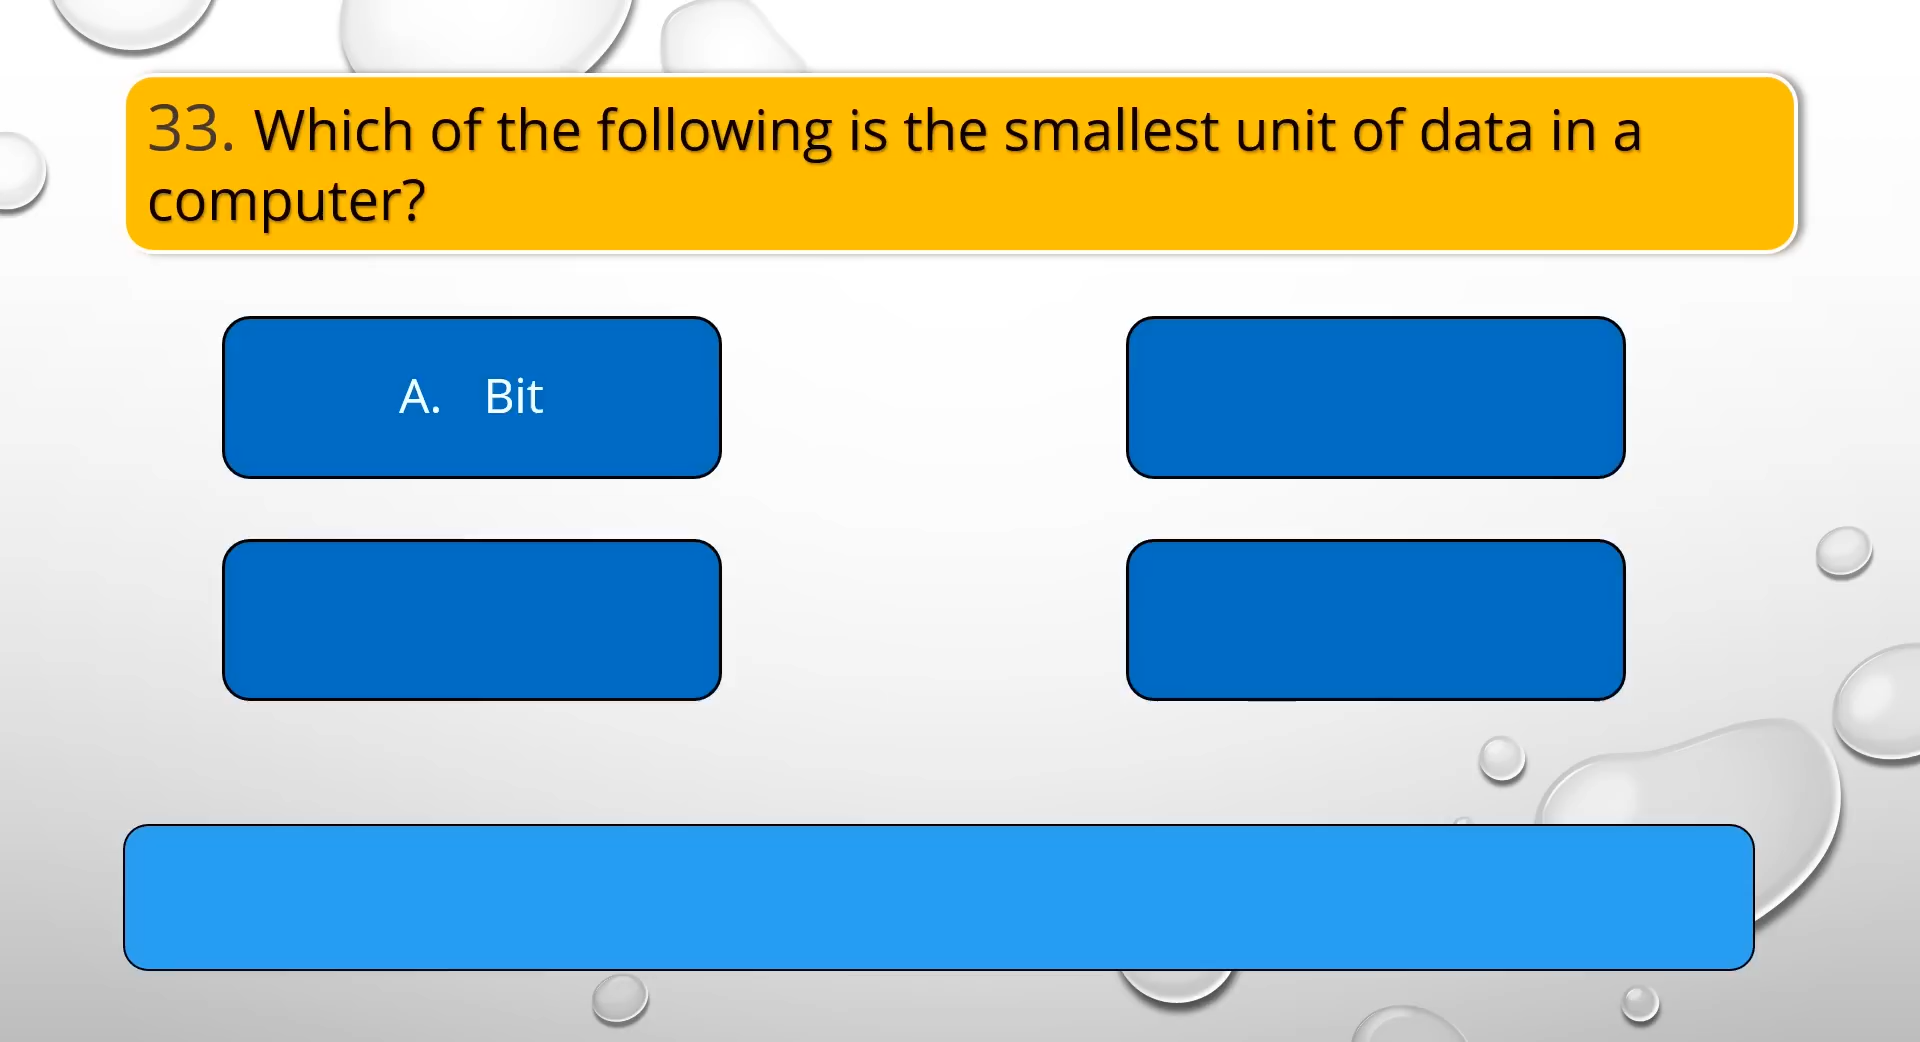 33. Which of the following is the smallest unit of data in a
computer?
A. Bit